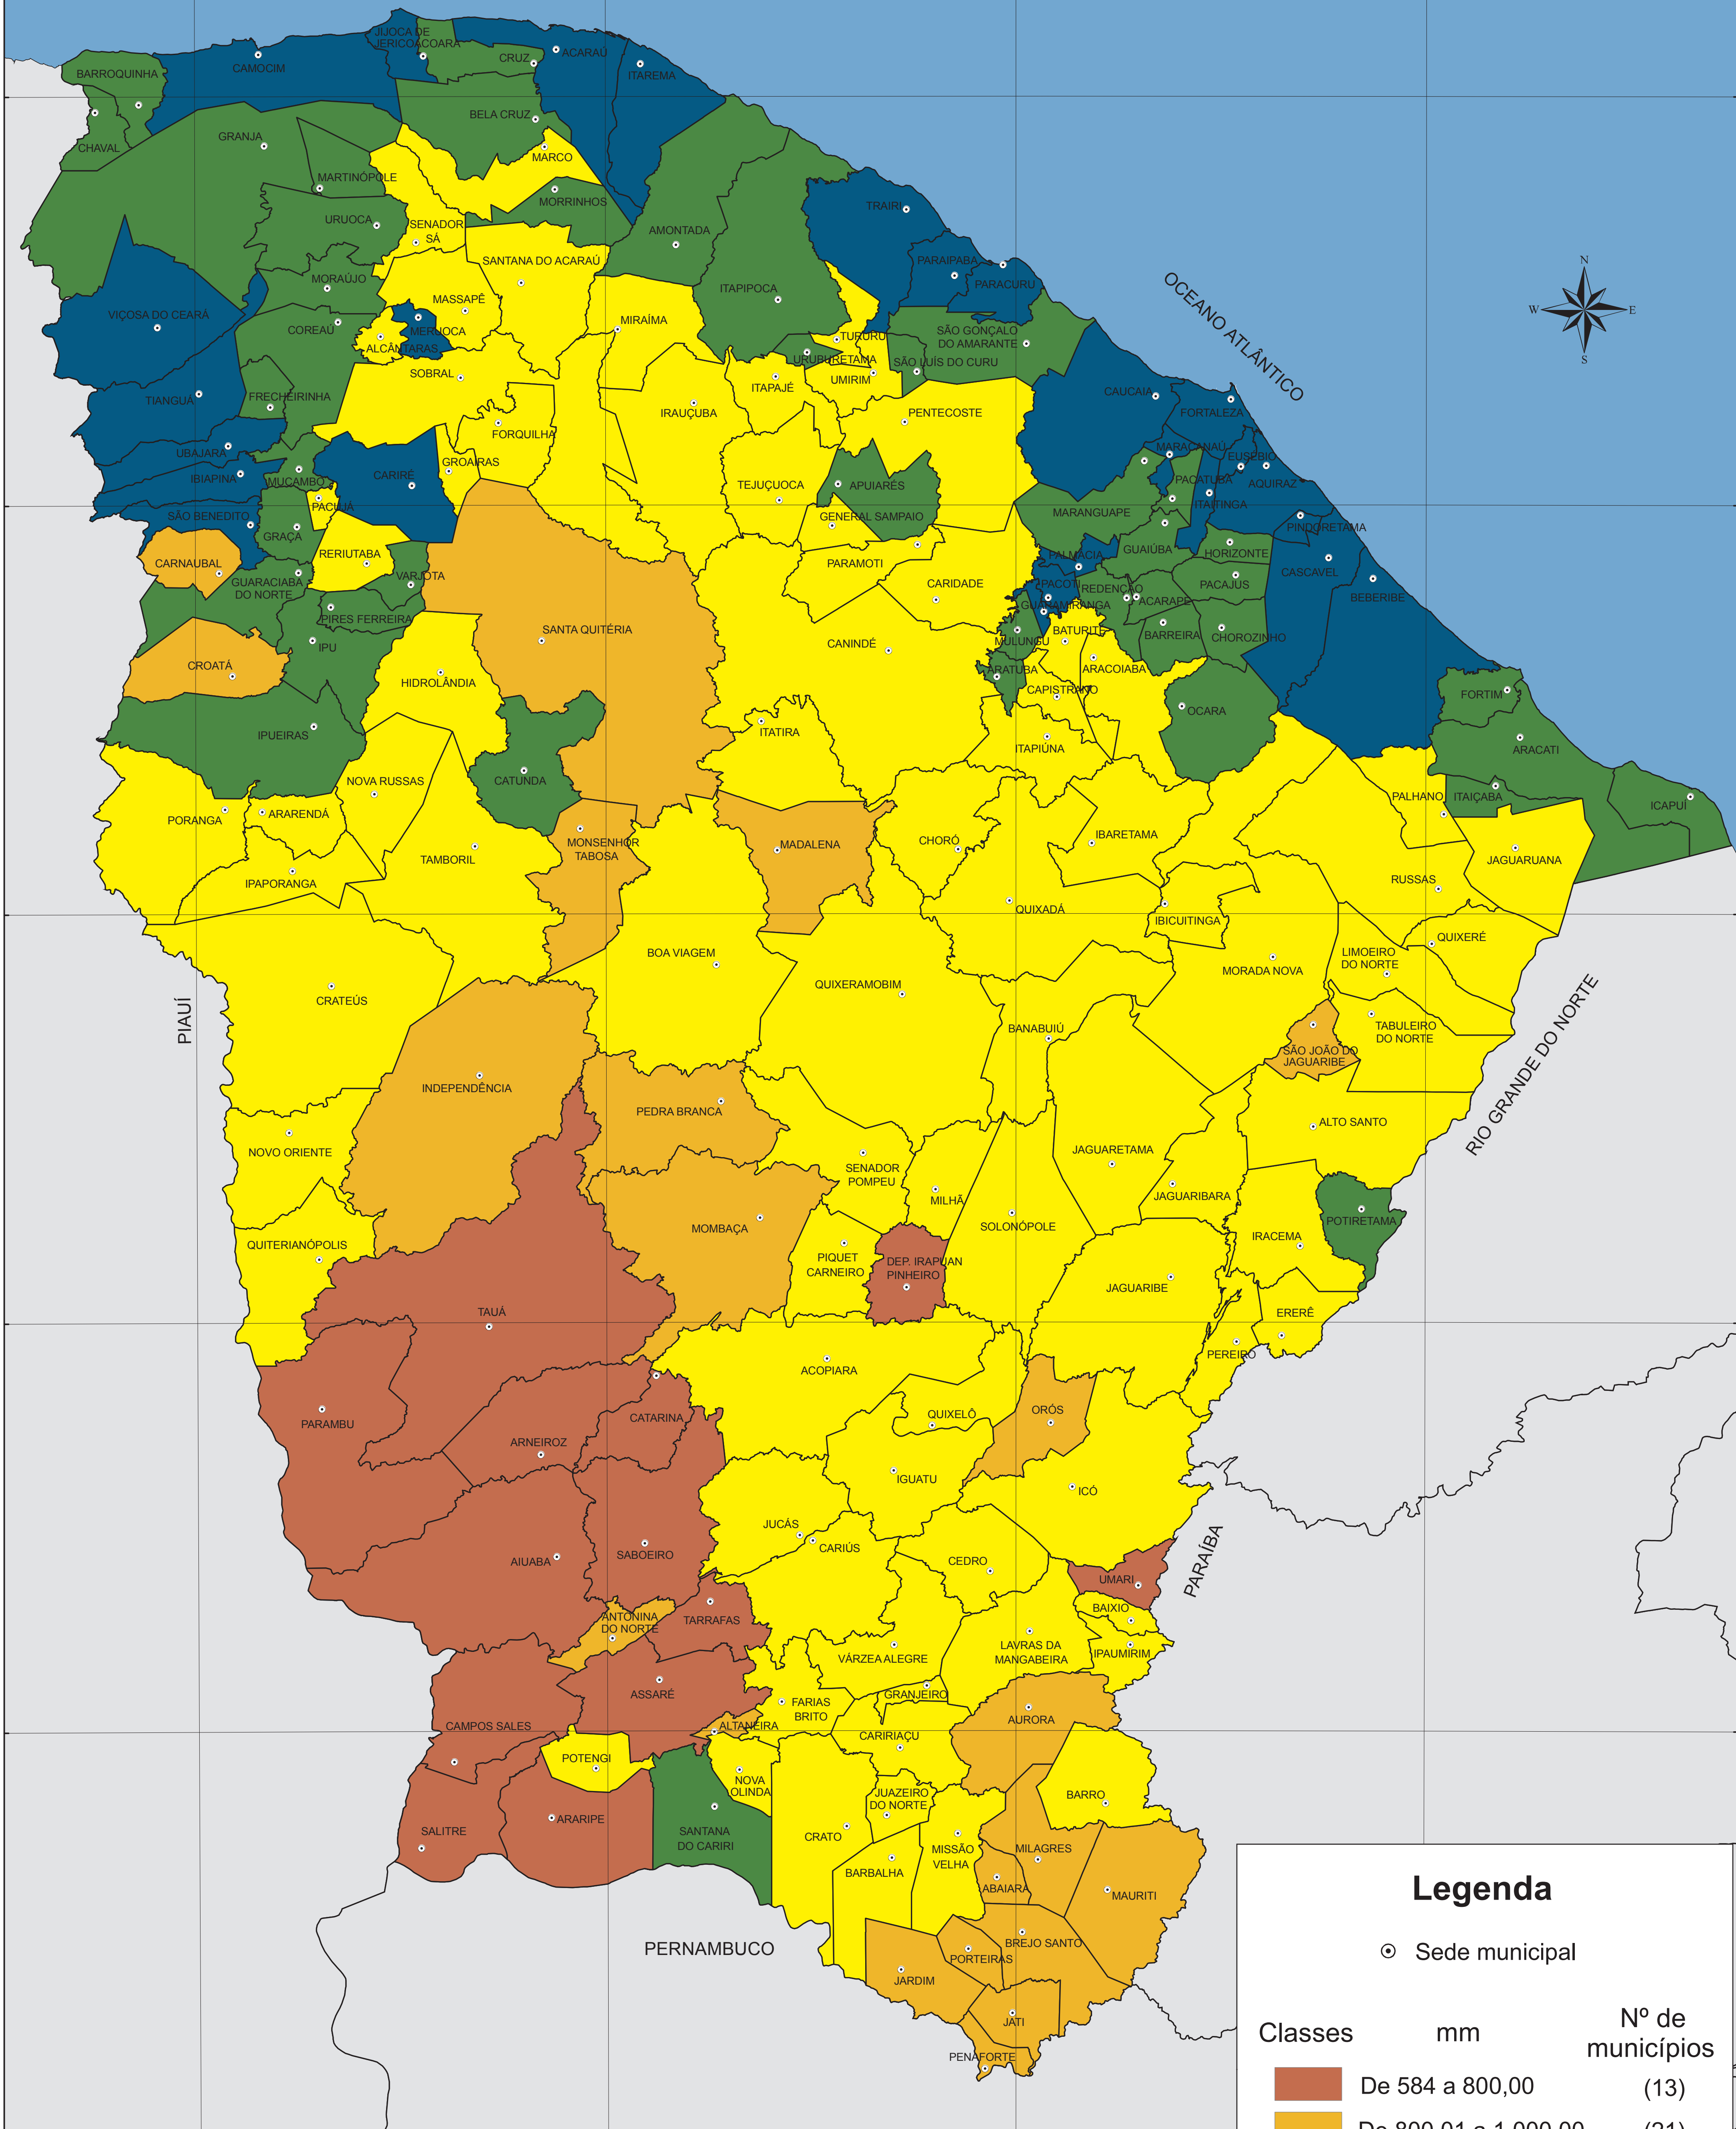 JIJOCA DE
JERICOACOARA
CRUZ
ACARAÚ
BARROQUINHA
CAMOCIM
ITAREMA
BELA CRUZ
GRANJA
CHAVAL
MARCO
MARTINÓPOLE
MORRINHOS
TRAIRI
URUOCA
SENADOR
SÁ
AMONTADA
SANTANA DO ACARAÚ
PARAIPABA
OCEANO ATLÂNTICO
N
W
E
S
MORAÚJO
PARACURU
ITAPIPOCA
MASSAPÊ
VIÇOSA DO CEARÁ
MIRAÍMA
COREAÚ
MERUOCA
SÃO GONÇALO
DO AMARANTE
TURURU
ALCÂNTARAS
URUBURETAMA
SÃO LUÍS DO CURU
SOBRAL
UMIRIM
ITAPAJÉ
CAUCAIA
TIANGUÁ
FRECHEIRINHA
IRAUÇUBA
PENTECOSTE
FORTALEZA
FORQUILHA
MARACANAÚ
UBAJARA
EUSÉBIO
GROAIRAS
CARIRÉ
IBIAPINA
MUCAMBO
PACATUBA
AQUIRAZ
TEJUÇUOCA
APUIARÉS
ITAITINGA
PACUJÁ
SÃO BENEDITO
GENERAL SAMPAIO
MARANGUAPE
PINDORETAMA
GRAÇA
RERIUTABA
GUAIÚBA
HORIZONTE
PALMÁCIA
CARNAUBAL
PARAMOTI
CASCAVEL
GUARACIABA
DO NORTE
VARJOTA
CARIDADE
PACOTI
REDENÇÃO
PACAJUS
BEBERIBE
ACARAPE
GUARAMIRANGA
PIRES FERREIRA
SANTA QUITÉRIA
BATURITÉ
BARREIRA
CHOROZINHO
MULUNGU
IPU
CANINDÉ
CROATÁ
ARATUBA
ARACOIABA
HIDROLÂNDIA
CAPISTRANO
FORTIM
OCARA
IPUEIRAS
ITATIRA
ITAPIÚNA
ARACATI
NOVA RUSSAS
CATUNDA
PALHANO
ITAIÇABA
ICAPUÍ
PORANGA
ARARENDÁ
IBARETAMA
MONSENHOR
TABOSA
MADALENA
CHORÓ
TAMBORIL
JAGUARUANA
IPAPORANGA
RUSSAS
QUIXADÁ
IBICUITINGA
QUIXERÊ
BOA VIAGEM
LIMOEIRO
DO NORTE
MORADA NOVA
QUIXERAMOBIM
CRATEÚS
PIAUÍ
BANABUIÚ
TABULEIRO
DO NORTE
SÃO JOÃO DO
JAGUARIBE
RIO GRANDE DO NORTE
INDEPENDÊNCIA
PEDRA BRANCA
ALTO SANTO
NOVO ORIENTE
JAGUARETAMA
SENADOR
POMPEU
JAGUARIBARA
MILHÃ
POTIRETAMA
MOMBAÇA
SOLONÓPOLE
IRACEMA
QUITERIANÓPOLIS
PIQUET
CARNEIRO
DEP. IRAPUAN
PINHEIRO
JAGUARIBE
TAUÁ
ERERÊ
PEREIRO
ACOPIARA
PARAMBU
CATARINA
QUIXELÔ
ORÓS
ARNEIROZ
IGUATU
ICÓ
JUCÁS
CARIÚS
SABOEIRO
AIUABA
CEDRO
PARAÍBA
UMARI
BAIXIO
ANTONINA
DO NORTE
TARRAFAS
LAVRAS DA
MANGABEIRA
IPAUMIRIM
VÁRZEA ALEGRE
ASSARÉ
GRANJEIRO
FARIAS
BRITO
CAMPOS SALES
ALTANEIRA
AURORA
CARIRIAÇU
POTENGI
NOVA
OLINDA
JUAZEIRO
DO NORTE
BARRO
ARARIPE
SALITRE
SANTANA
DO CARIRI
CRATO
MISSÃO
VELHA
MILAGRES
BARBALHA
ABAIARA
MAURITI
BREJO SANTO
PERNAMBUCO
PORTEIRAS
JARDIM
JATI
PENAFORTE
Legenda
Sede municipal
Classes mm Nº de
municípios
De 584 a 800,00 (13)
De 800,01 a 1.000,00 (21)